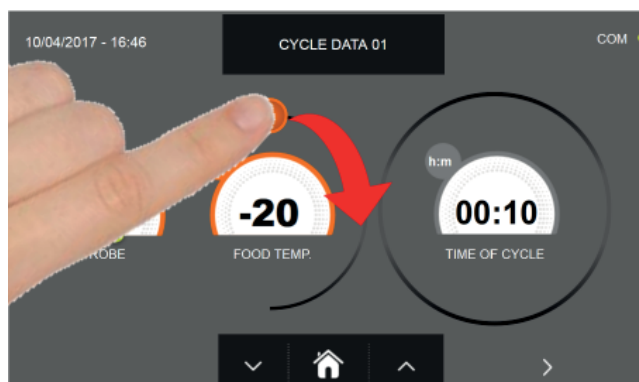 10/04/2017 - 16:46
CYCLE DATA 01
COM
h:m
-20
00:10
ROBE
FOOD TEMP.
TIME OF CYCLE